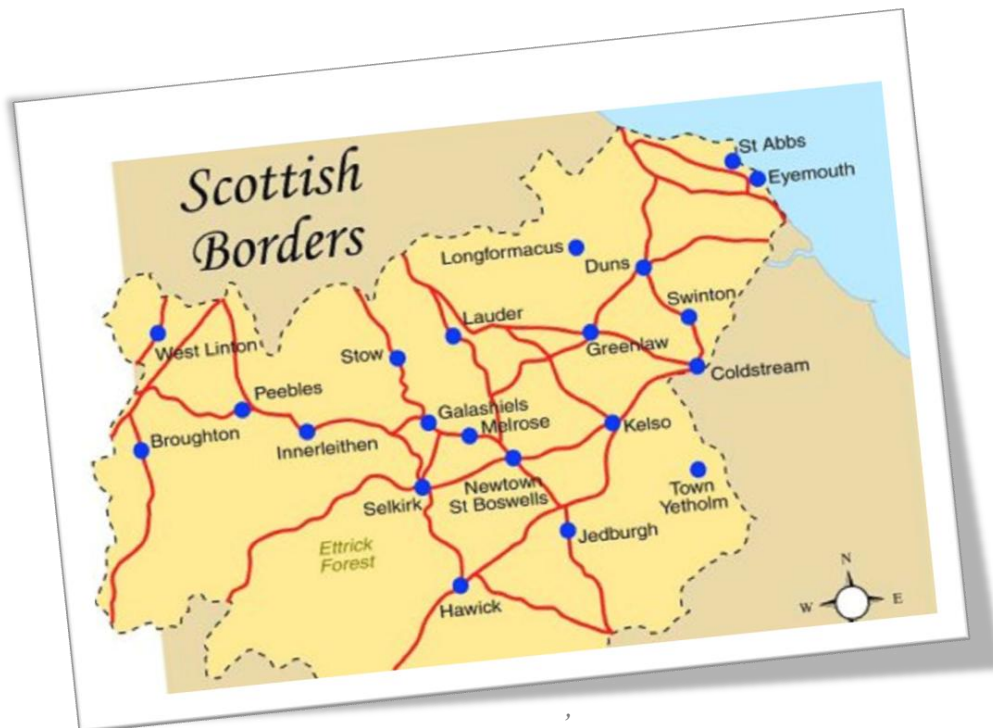 Scottish
Borders
St Abbs
Eyemouth
Longformacus
Duns
Swinton
Lauder
Greenlaw
West Linton
Stow
Coldstream
Peebles
Galashiels
Melrose
Kelso
Broughton
Innerleithen
Newtown
St Boswells
Selkirk
Town
Yetholm
Jedburgh
Ettrick
Forest
Hawick
N
W
E
,